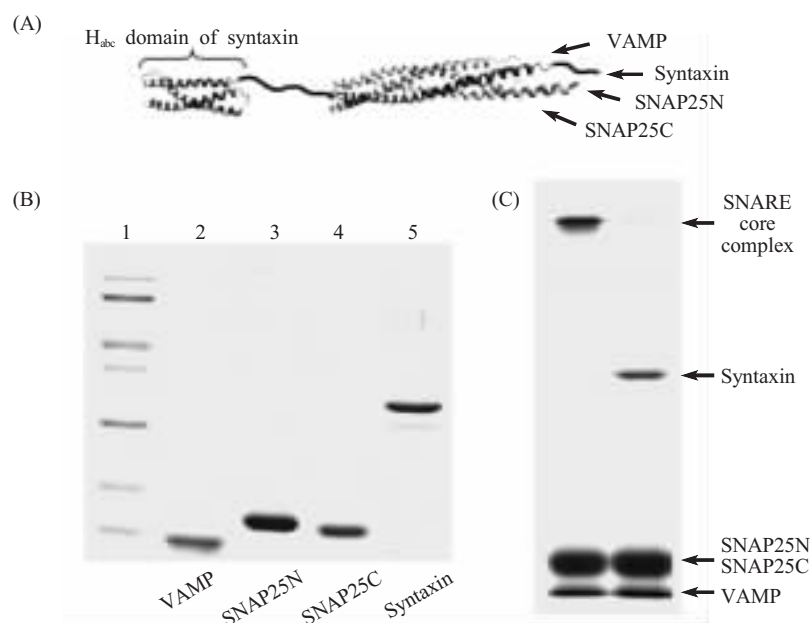 (A)
H_abc domain of syntaxin
VAMP
Syntaxin
SNAP25N
SNAP25C
(B)
1 2 3 4 5
VAMP
SNAP25N
SNAP25C
Syntaxin
(C)
SNARE
core
complex
Syntaxin
SNAP25N
SNAP25C
VAMP